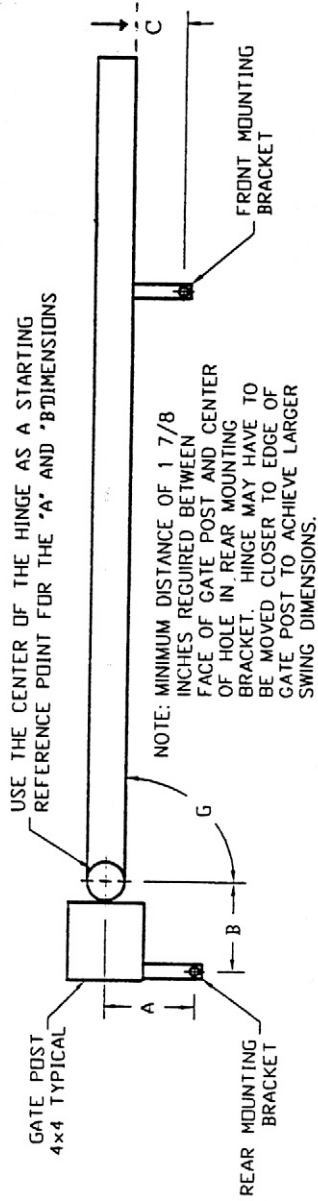 USE THE CENTER OF THE HINGE AS A STARTING
REFERENCE POINT FOR THE "A" AND "B"DIMENSIONS
GATE POST
4x4 TYPICAL
C
A
B
G
NOTE: MINIMUM DISTANCE OF 1 7/8
INCHES REQUIRED BETWEEN
FACE OF GATE POST AND CENTER
OF HOLE IN REAR MOUNTING
BRACKET. HINGE MAY HAVE TO
BE MOVED CLOSER TO EDGE OF
GATE POST TO ACHIEVE LARGER
SWING DIMENSIONS.
FRONT MOUNTING
BRACKET
REAR MOUNTING
BRACKET